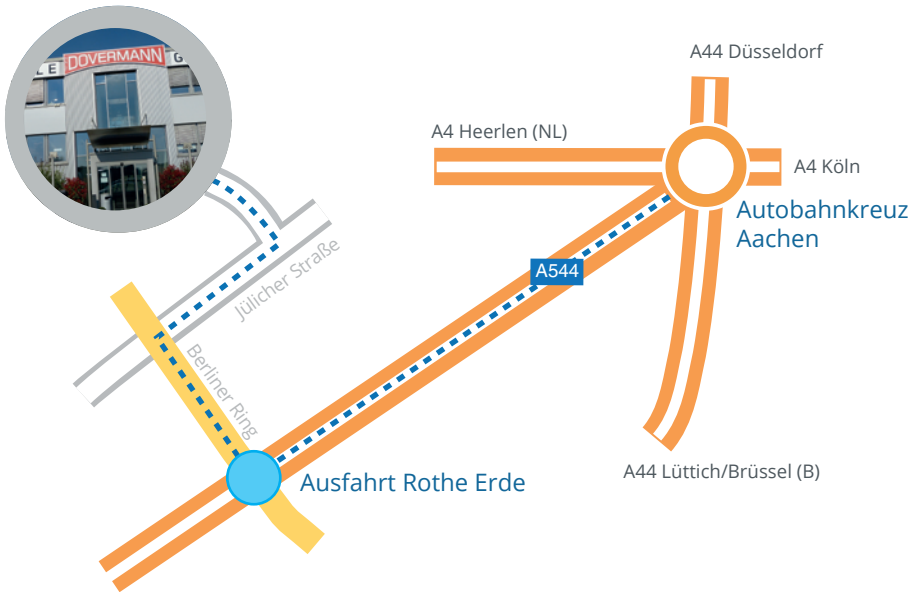 LE DOVERMANN G
A44 Düsseldorf
A4 Heerlen (NL)
A4 Köln
Autobahnkreuz
Aachen
A544
Jülicher Straße
Berliner Ring
A44 Lüttich/Brüssel (B)
Ausfahrt Rothe Erde